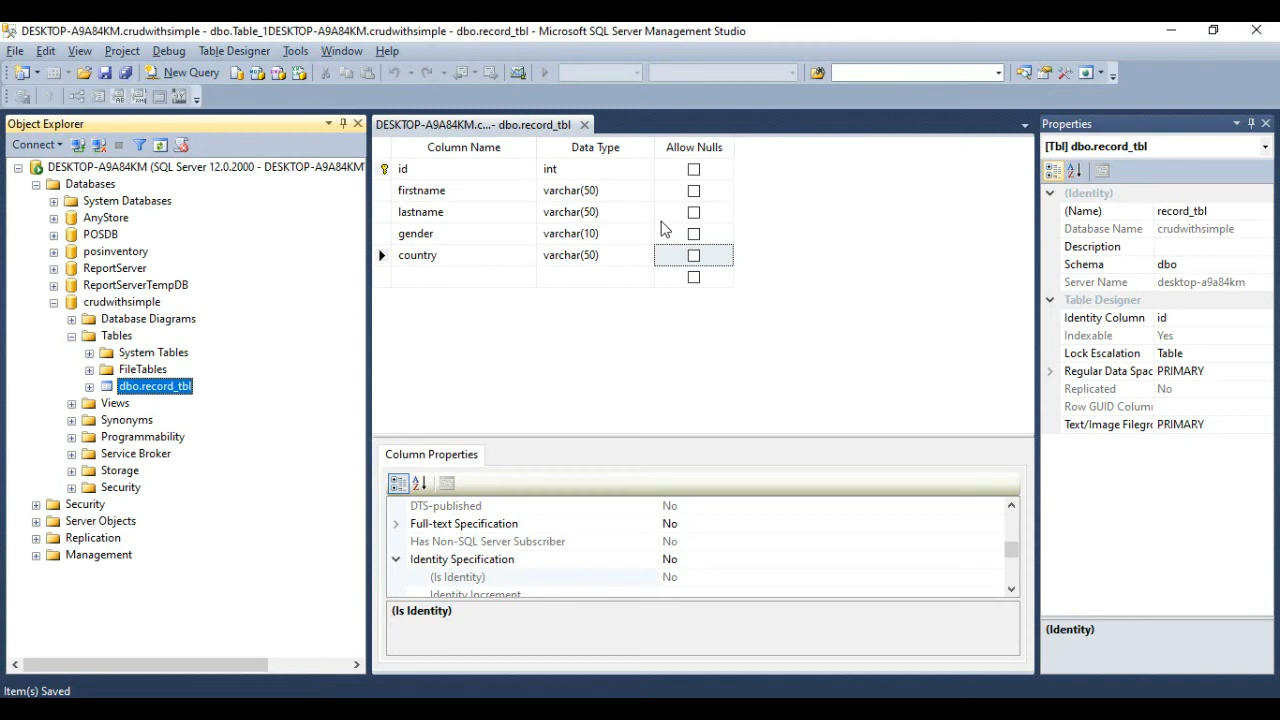 DESKTOP-A9A84KM.crudwithsimple - dbo.Table_1DESKTOP-A9A84KM.crudwithsimple - dbo.record_tbl - Microsoft SQL Server Management Studio
File Edit View Project Debug Table Designer Tools Window Help
New Query
Object Explorer
Connect
DESKTOP-A9A84KM (SQL Server 12.0.2000 - DESKTOP-A9A84KM
Databases
System Databases
AnyStore
POSDB
posinventory
ReportServer
ReportServerTempDB
crudwithsimple
Database Diagrams
Tables
System Tables
FileTables
dbo.record_tbl
Views
Synonyms
Programmability
Service Broker
Storage
Security
Security
Server Objects
Replication
Management
DESKTOP-A9A84KM.c...- dbo.record_tbl
Column Name Data Type Allow Nulls
id int
firstname varchar(50)
lastname varchar(50)
gender varchar(10)
country varchar(50)
Column Properties
DTS-published No
Full-text Specification No
Has Non-SQL Server Subscriber No
Identity Specification No
(Is Identity) No
Identity Increment
(Is Identity)
Properties
[Tbl] dbo.record_tbl
(Identity)
(Name) record_tbl
Database Name crudwithsimple
Description
Schema dbo
Server Name desktop-a9a84km
Table Designer
Identity Column id
Indexable Yes
Lock Escalation Table
Regular Data Spac PRIMARY
Replicated No
Row GUID Colum
Text/Image Filegr PRIMARY
(Identity)
Item(s) Saved